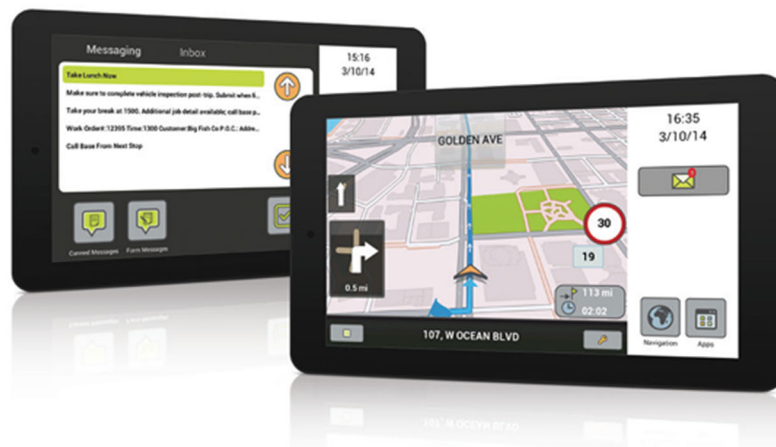 Messaging
Inbox
15:16
3/10/14
Take Lunch Now
Make sure to complete vehicle inspection post-trip. Submit when fi...
Take your break at 1500. Additional job detail available; call base p...
Work Order#:12395 Time:1300 Customer Big Fish Co P.O.C.: Addre...
Call Base From Next Stop
Canned Messages
Form Messages
16:35
3/10/14
GOLDEN AVE
30
19
0.5 mi
113 mi
02:02
107, W OCEAN BLVD
Navigation
Apps